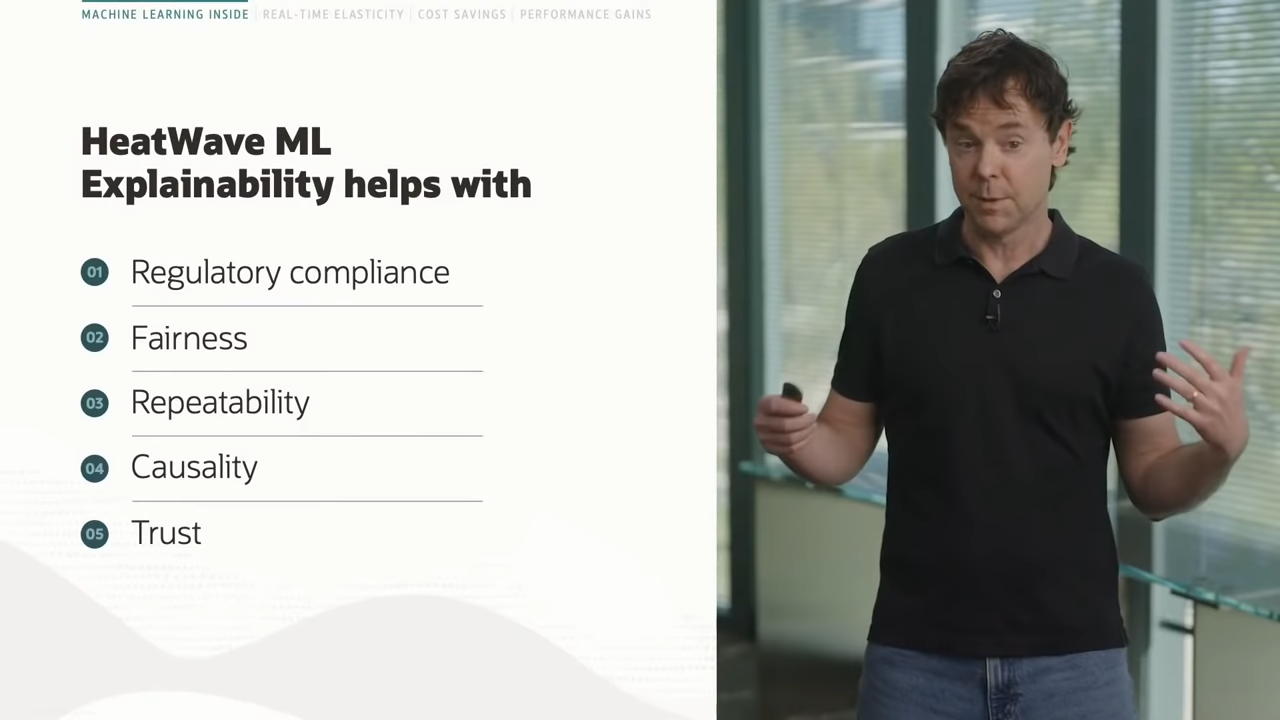 MACHINE LEARNING INSIDE | REAL-TIME ELASTICITY | COST SAVINGS | PERFORMANCE GAINS
HeatWave ML
Explainability helps with
01 Regulatory compliance
02 Fairness
03 Repeatability
04 Causality
05 Trust